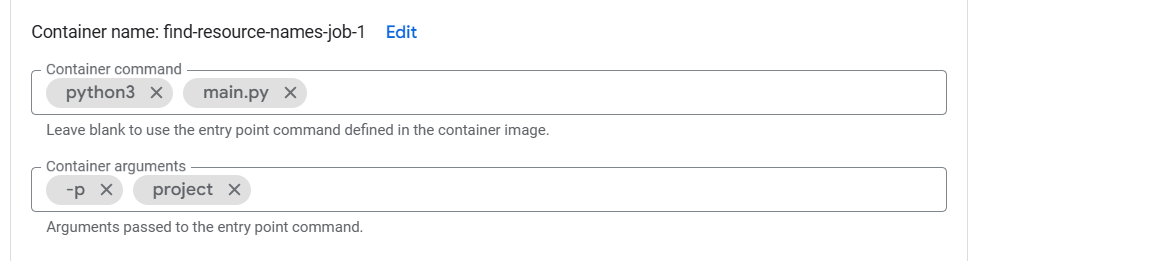 Container name: find-resource-names-job-1 Edit
Container command
python3 × main.py ×
Leave blank to use the entry point command defined in the container image.
Container arguments
-p × project ×
Arguments passed to the entry point command.